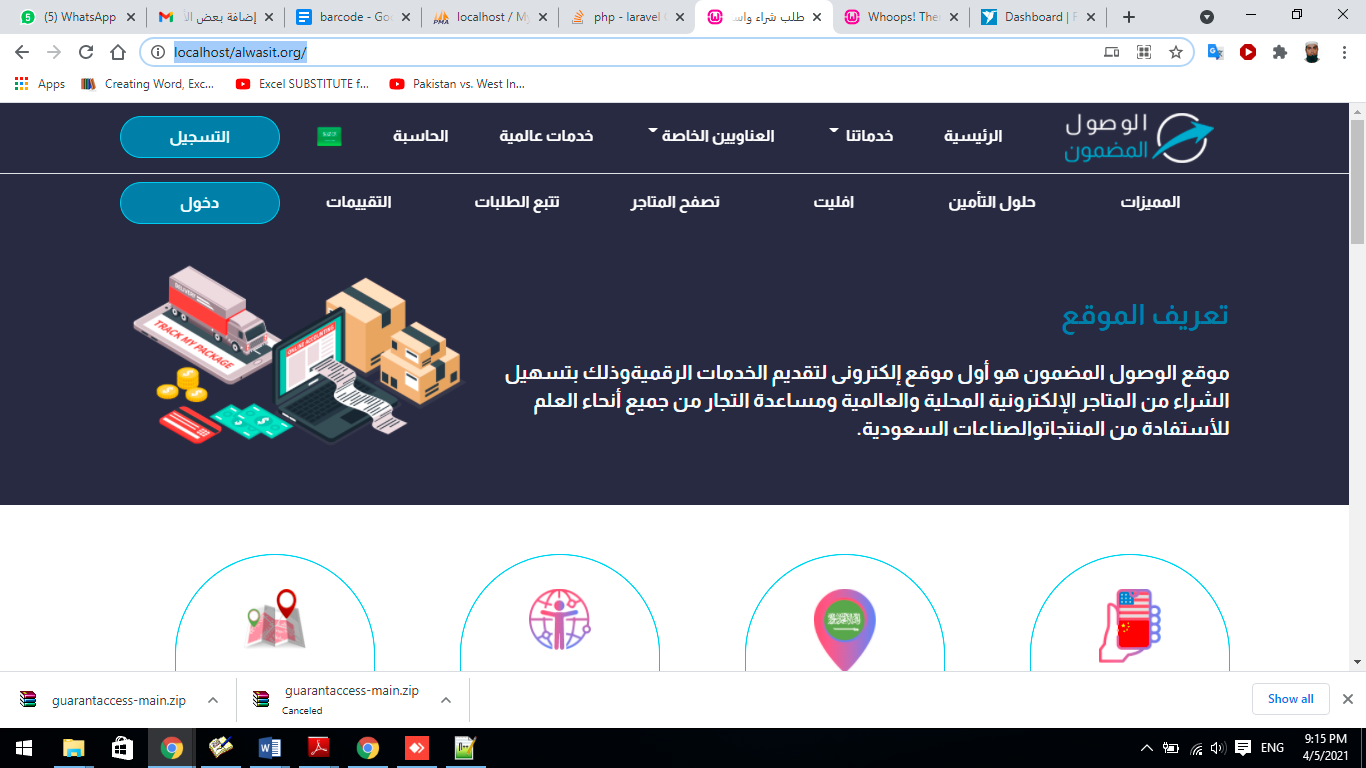 (5) WhatsApp
إضافة بعض الأ
barcode - Goo
localhost / My
php - laravel
طلب شراء واس
Whoops! The
Dashboard | F
localhost/alwasit.org/
Apps
Creating Word, Exc...
Excel SUBSTITUTE f...
Pakistan vs. West In...
الوصول
المضمون
الرئيسية
خدماتنا
العناويين الخاصة
خدمات عالمية
الحاسبة
التسجيل
المميزات
حلول التأمين
افليت
تصفح المتاجر
تتبع الطلبات
التقييمات
دخول
تعريف الموقع
موقع الوصول المضمون هو أول موقع إلكترونى لتقديم الخدمات الرقميةوذلك بتسهيل
الشراء من المتاجر الإلكترونية المحلية والعالمية ومساعدة التجار من جميع أنحاء العلم
للأستفادة من المنتجاتوالصناعات السعودية.
TRACK MY PACKAGE
ONLINE ACCOUNTING
guarantaccess-main.zip
guarantaccess-main.zip
Canceled
Show all
ENG
9:15 PM
4/5/2021